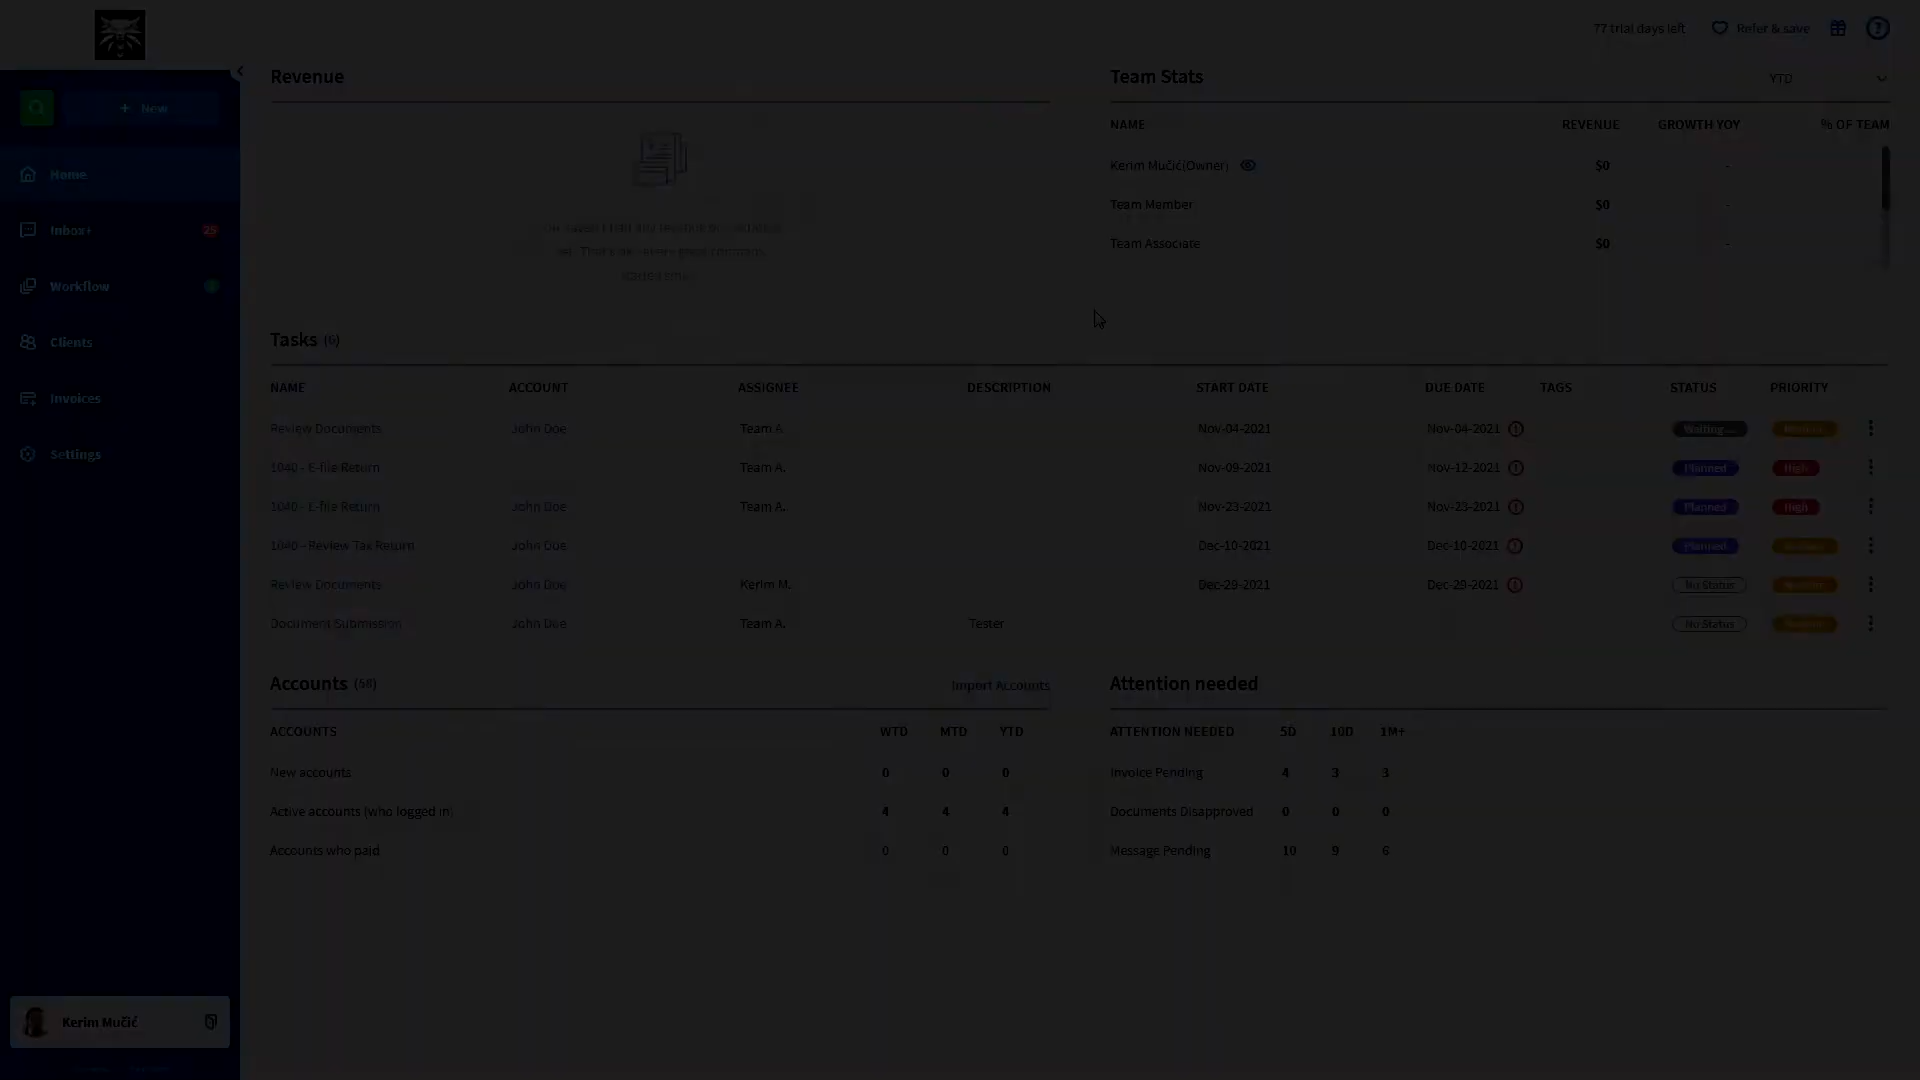 77 trial days left
Refer & save
+ New
Home
Inbox+ 25
Workflow
Clients
Invoices
Settings
Kerim Mučić
Revenue
Team Stats
YTD
NAME REVENUE GROWTH YOY % OF TEAM
Kerim Mučić(Owner) $0 -
Team Member $0 -
Team Associate $0 -
Tasks (6)
NAME ACCOUNT ASSIGNEE DESCRIPTION START DATE DUE DATE TAGS STATUS PRIORITY
Review Documents John Doe Team A. Nov-04-2021 Nov-04-2021 Waiting ...
1040 - E-file Return Team A. Nov-09-2021 Nov-12-2021 Planned High
1040 - E-file Return John Doe Team A. Nov-23-2021 Nov-23-2021 Planned High
1040 - Review Tax Return John Doe Dec-10-2021 Dec-10-2021 Planned
Review Documents John Doe Kerim M. Dec-29-2021 Dec-29-2021 No Status
Document Submission John Doe Team A. Tester No Status
Accounts (58) Import Accounts
ACCOUNTS WTD MTD YTD
New accounts 0 0 0
Active accounts (who logged in) 4 4 4
Accounts who paid 0 0 0
Attention needed
ATTENTION NEEDED 5D 10D 1M+
Invoice Pending 4 3 3
Documents Disapproved 0 0 0
Message Pending 10 9 6